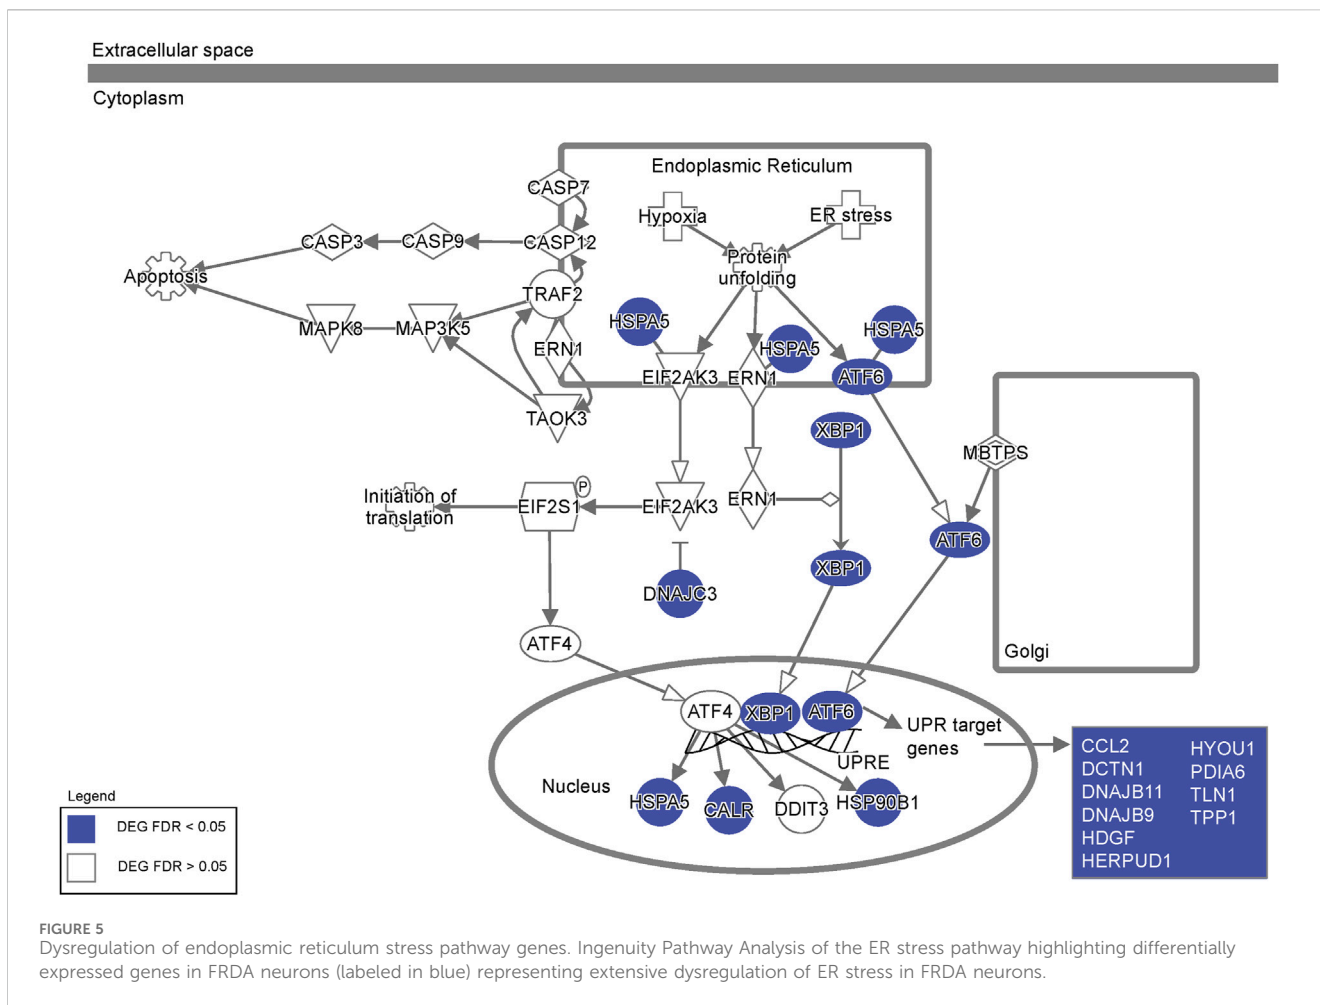 Extracellular space
Cytoplasm
Endoplasmic Reticulum
CASP7
Hypoxia
ER stress
CASP3
CASP9
CASP12
Protein
unfolding
Apoptosis
TRAF2
HSPA5
HSPA5
MAPK8
MAP3K5
ERN1
HSPA5
EIF2AK3
ERN1
ATF6
TAOK3
XBP1
MBTPS
P
Initiation of
translation
EIF2S1
EIF2AK3
ERN1
ATF6
XBP1
DNAJC3
ATF4
Golgi
ATF4
XBP1
ATF6
UPR target
genes
UPRE
Nucleus
HSPA5
CALR
DDIT3
HSP90B1
CCL2
DCTN1
DNAJB11
DNAJB9
HDGF
HERPUD1
HYOU1
PDIA6
TLN1
TPP1
Legend
DEG FDR < 0.05
DEG FDR > 0.05
FIGURE 5
Dysregulation of endoplasmic reticulum stress pathway genes. Ingenuity Pathway Analysis of the ER stress pathway highlighting differentially
expressed genes in FRDA neurons (labeled in blue) representing extensive dysregulation of ER stress in FRDA neurons.